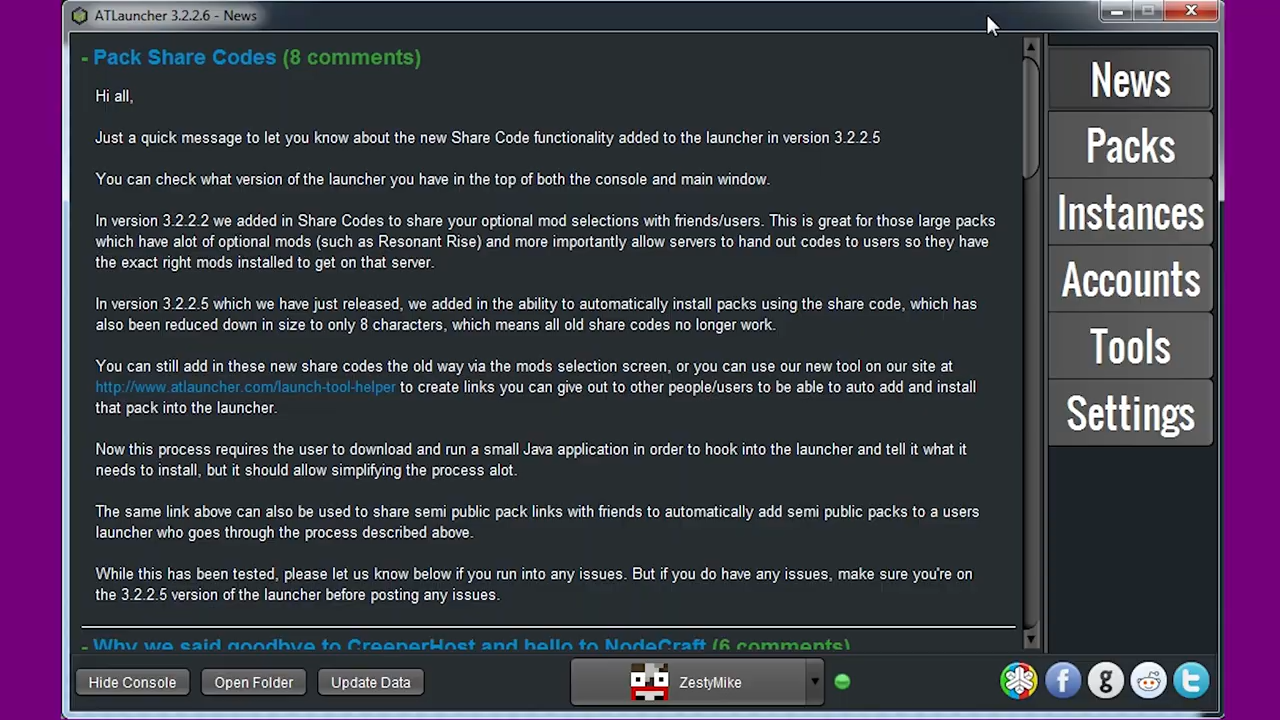 ATLauncher 3.2.2.6 - News
- Pack Share Codes (8 comments)
Hi all,
Just a quick message to let you know about the new Share Code functionality added to the launcher in version 3.2.2.5
You can check what version of the launcher you have in the top of both the console and main window.
In version 3.2.2.2 we added in Share Codes to share your optional mod selections with friends/users. This is great for those large packs
which have alot of optional mods (such as Resonant Rise) and more importantly allow servers to hand out codes to users so they have
the exact right mods installed to get on that server.
In version 3.2.2.5 which we have just released, we added in the ability to automatically install packs using the share code, which has
also been reduced down in size to only 8 characters, which means all old share codes no longer work.
You can still add in these new share codes the old way via the mods selection screen, or you can use our new tool on our site at
http://www.atlauncher.com/launch-tool-helper to create links you can give out to other people/users to be able to auto add and install
that pack into the launcher.
Now this process requires the user to download and run a small Java application in order to hook into the launcher and tell it what it
needs to install, but it should allow simplifying the process alot.
The same link above can also be used to share semi public pack links with friends to automatically add semi public packs to a users
launcher who goes through the process described above.
While this has been tested, please let us know below if you run into any issues. But if you do have any issues, make sure you're on
the 3.2.2.5 version of the launcher before posting any issues.
- Why we said goodbye to CreeperHost and hello to NodeCraft (6 comments)
News
Packs
Instances
Accounts
Tools
Settings
Hide Console
Open Folder
Update Data
ZestyMike